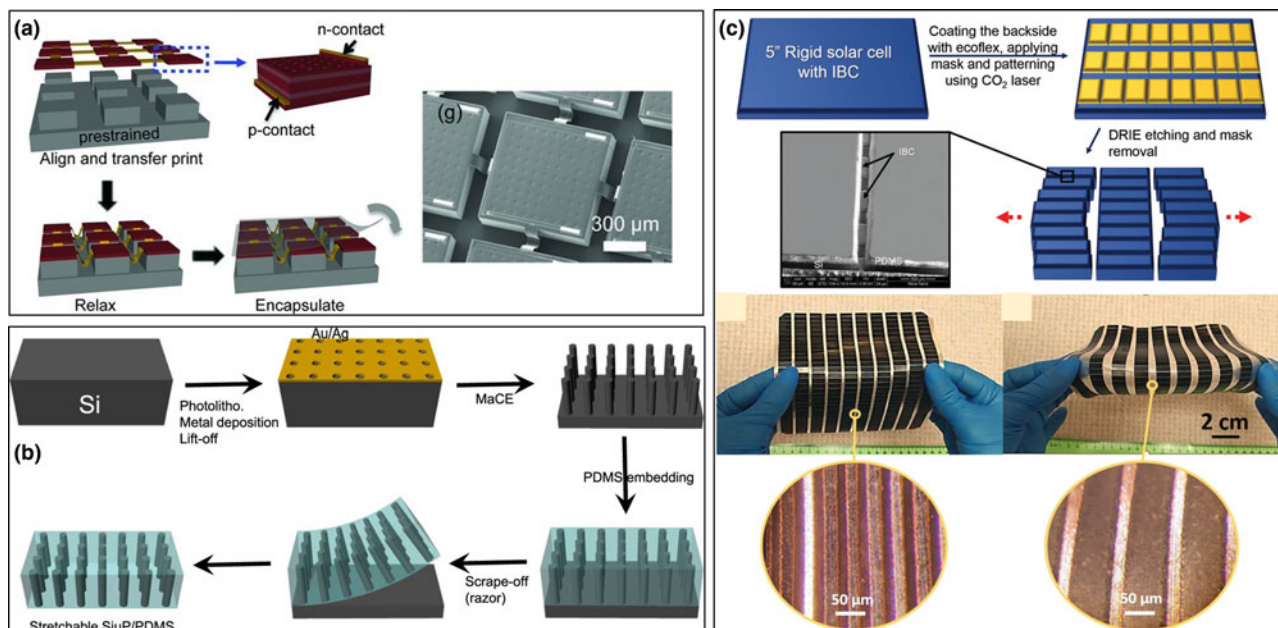 (a)
n-contact
p-contact
prestrained
Align and transfer print
(g)
300 μm
Relax
Encapsulate
(b)
Si
Photolitho.
Metal deposition
Lift-off
Au/Ag
MaCE
PDMS embedding
Scrape-off
(razor)
Stretchable SiμP/PDMS
(c)
5" Rigid solar cell
with IBC
Coating the backside
with ecoflex, applying
mask and patterning
using CO₂ laser
DRIE etching and mask
removal
IBC
Si
PDMS
2 cm
50 μm
50 μm